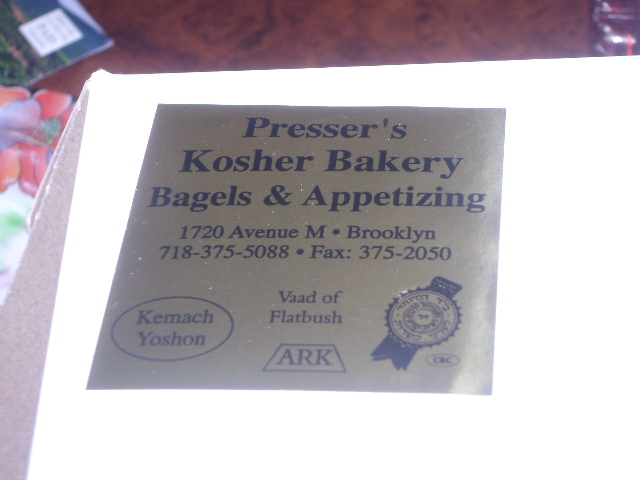 Presser's
Kosher Bakery
Bagels & Appetizing
1720 Avenue M • Brooklyn
718-375-5088 • Fax: 375-2050
Kemach
Yoshon
Vaad of
Flatbush
ARK
CRC